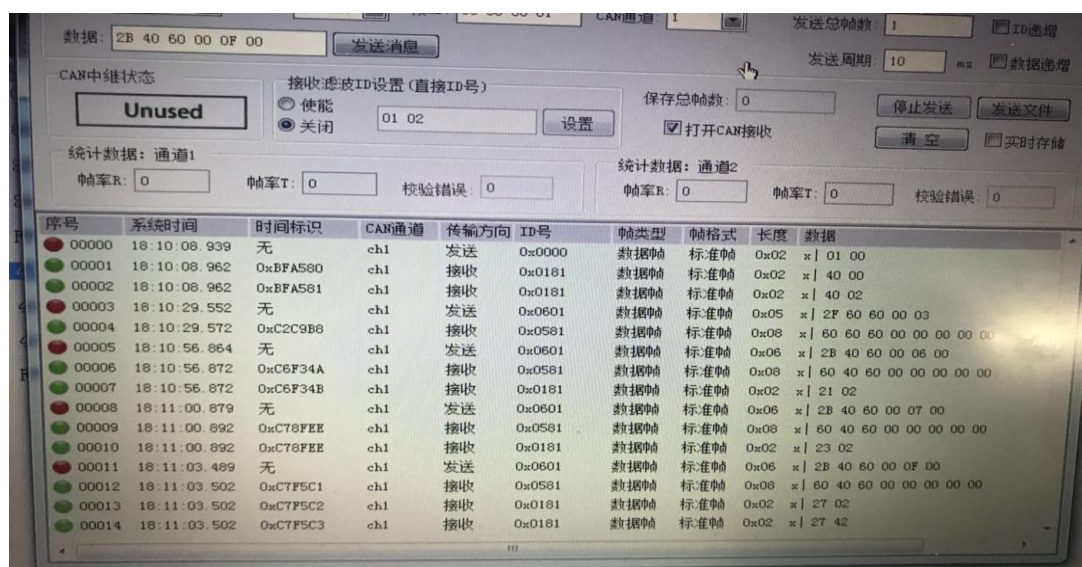 CAN通道: 1 发送总帧数: 1 ID递增
数据: 2B 40 60 00 0F 00 发送消息 发送周期: 10 ms 数据递增
CAN中继状态 接收滤波ID设置(直接ID号)
Unused 使能 01 02 设置 保存总帧数: 0 停止发送 发送文件
关闭 打开CAN接收 清 空 实时存储
统计数据: 通道1 统计数据: 通道2
帧率R: 0 帧率T: 0 校验错误: 0 帧率R: 0 帧率T: 0 校验错误: 0
序号 系统时间 时间标识 CAN通道 传输方向 ID号 帧类型 帧格式 长度 数据
00000 18:10:08.939 无 ch1 发送 0x0000 数据帧 标准帧 0x02 x| 01 00
00001 18:10:08.962 0xBFA580 ch1 接收 0x0181 数据帧 标准帧 0x02 x| 40 00
00002 18:10:08.962 0xBFA581 ch1 接收 0x0181 数据帧 标准帧 0x02 x| 40 02
00003 18:10:29.552 无 ch1 发送 0x0601 数据帧 标准帧 0x05 x| 2F 60 60 00 03
00004 18:10:29.572 0xC2C9B8 ch1 接收 0x0581 数据帧 标准帧 0x08 x| 60 60 60 00 00 00 00 00
00005 18:10:56.864 无 ch1 发送 0x0601 数据帧 标准帧 0x06 x| 2B 40 60 00 06 00
00006 18:10:56.872 0xC6F34A ch1 接收 0x0581 数据帧 标准帧 0x08 x| 60 40 60 00 00 00 00 00
00007 18:10:56.872 0xC6F34B ch1 接收 0x0181 数据帧 标准帧 0x02 x| 21 02
00008 18:11:00.879 无 ch1 发送 0x0601 数据帧 标准帧 0x06 x| 2B 40 60 00 07 00
00009 18:11:00.892 0xC78FEE ch1 接收 0x0581 数据帧 标准帧 0x08 x| 60 40 60 00 00 00 00 00
00010 18:11:00.892 0xC78FEE ch1 接收 0x0181 数据帧 标准帧 0x02 x| 23 02
00011 18:11:03.489 无 ch1 发送 0x0601 数据帧 标准帧 0x06 x| 2B 40 60 00 0F 00
00012 18:11:03.502 0xC7F5C1 ch1 接收 0x0581 数据帧 标准帧 0x08 x| 60 40 60 00 00 00 00 00
00013 18:11:03.502 0xC7F5C2 ch1 接收 0x0181 数据帧 标准帧 0x02 x| 27 02
00014 18:11:03.502 0xC7F5C3 ch1 接收 0x0181 数据帧 标准帧 0x02 x| 27 42